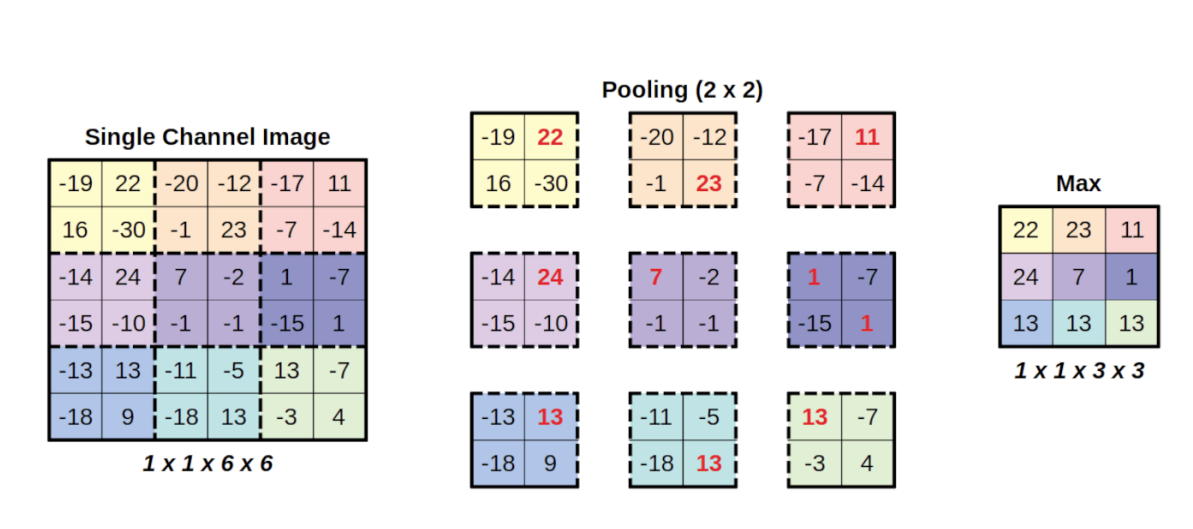 Single Channel Image
-19 22 -20 -12 -17 11
16 -30 -1 23 -7 -14
-14 24 7 -2 1 -7
-15 -10 -1 -1 -15 1
-13 13 -11 -5 13 -7
-18 9 -18 13 -3 4
1 x 1 x 6 x 6
Pooling (2 x 2)
-19 22
16 -30
-20 -12
-1 23
-17 11
-7 -14
-14 24
-15 -10
7 -2
-1 -1
1 -7
-15 1
-13 13
-18 9
-11 -5
-18 13
13 -7
-3 4
Max
22 23 11
24 7 1
13 13 13
1 x 1 x 3 x 3